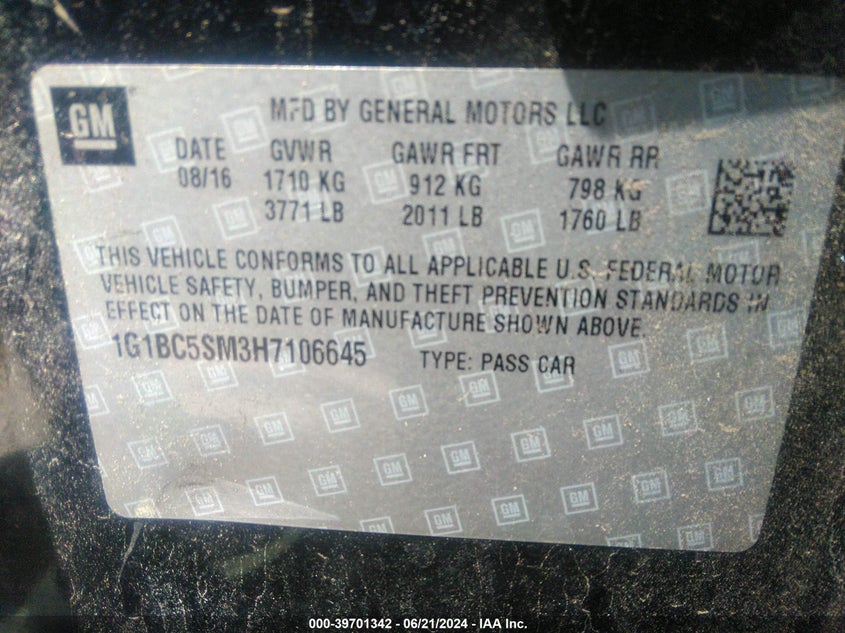 GM
MFD BY GENERAL MOTORS LLC
DATE GVWR GAWR FRT GAWR RR
08/16 1710 KG 912 KG 798 KG
3771 LB 2011 LB 1760 LB
THIS VEHICLE CONFORMS TO ALL APPLICABLE U.S. FEDERAL MOTOR
VEHICLE SAFETY, BUMPER, AND THEFT PREVENTION STANDARDS IN
EFFECT ON THE DATE OF MANUFACTURE SHOWN ABOVE.
1G1BC5SM3H7106645 TYPE: PASS CAR
000-39701342 - 06/21/2024 - IAA Inc.